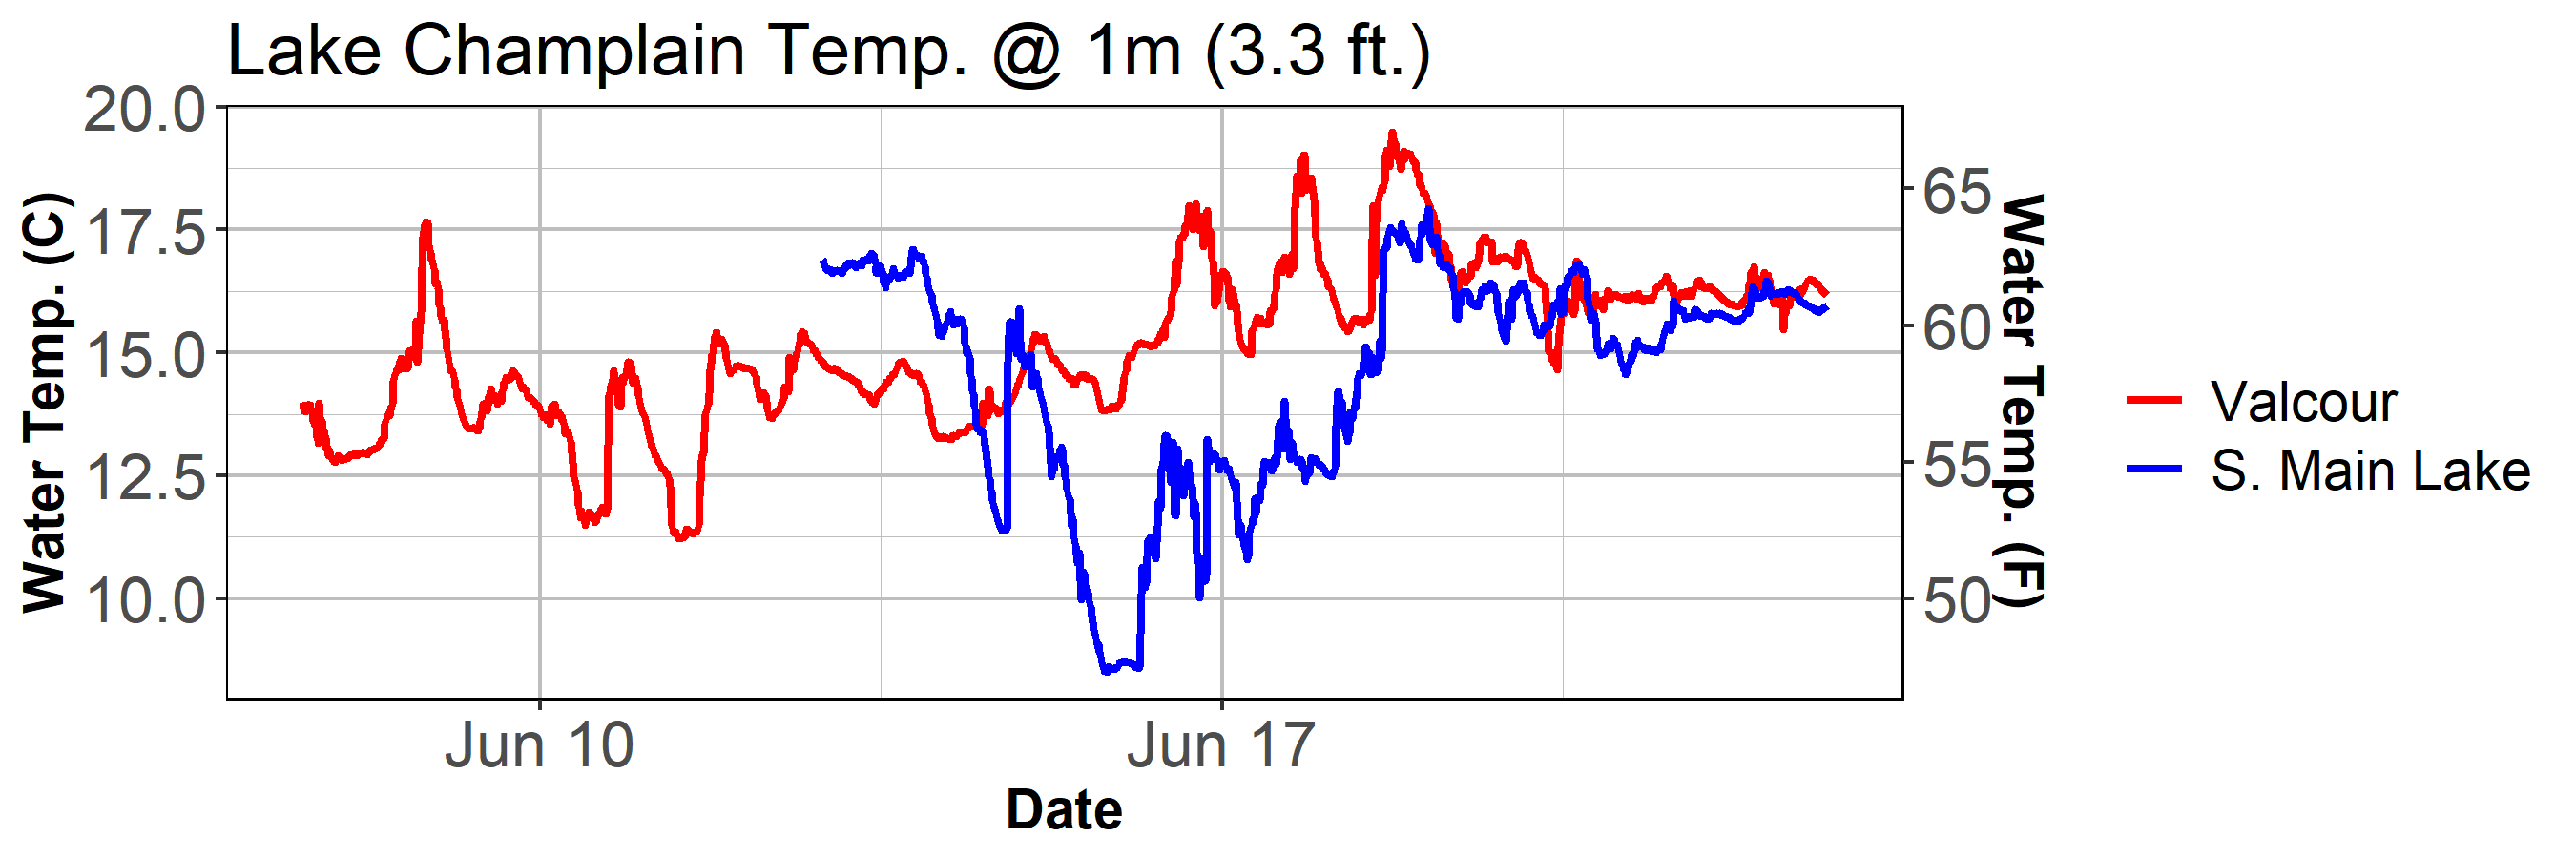 Lake Champlain Temp. @ 1m (3.3 ft.)
Water Temp. (C)
20.0
17.5
15.0
12.5
10.0
65
60
55
50
Water Temp. (F)
Jun 10
Jun 17
Date
Valcour
S. Main Lake